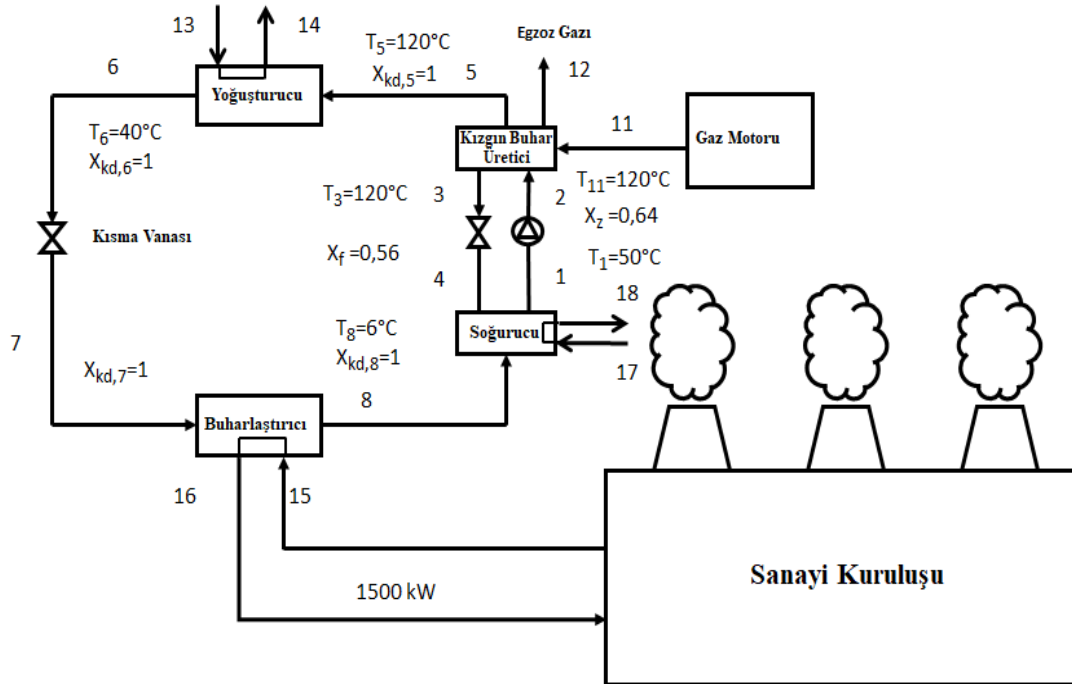 13
14
Egzoz Gazı
6
T5=120°C
5
12
Xkd,5=1
Yoğuşturucu
11
T6=40°C
Kızgın Buhar
Üretici
Gaz Motoru
Xkd,6=1
T3=120°C
3
2
T11=120°C
Xz=0,64
Kısma Vanası
Xf =0,56
T1=50°C
4
1
18
T8=6°C
Soğurucu
7
Xkd,8=1
17
Xkd,7=1
8
Buharlaştırıcı
16
15
Sanayi Kuruluşu
1500 kW